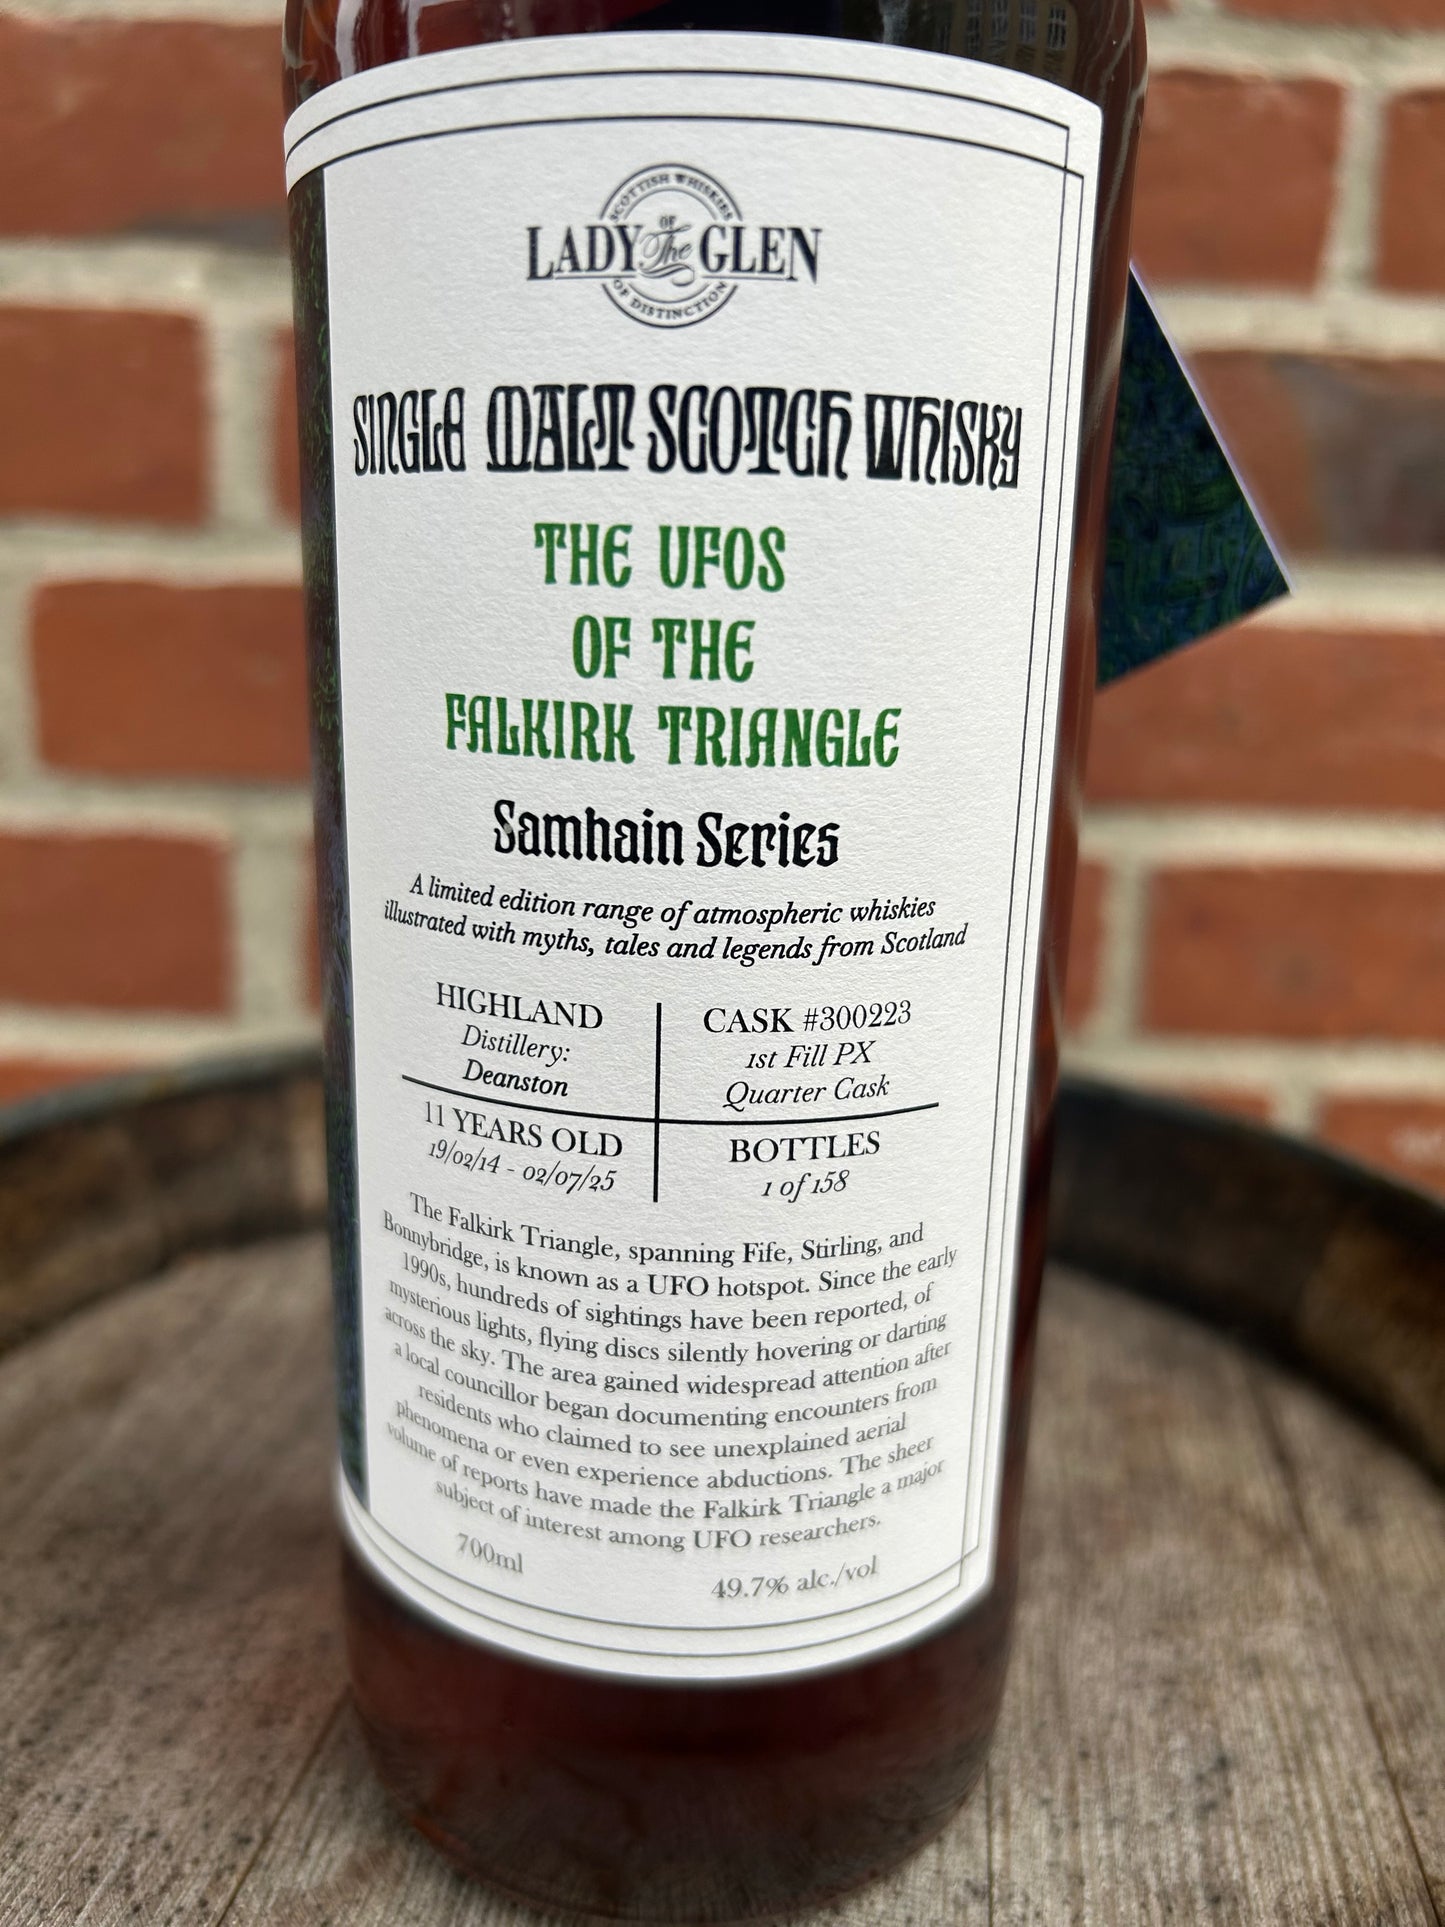 SCOTTISH WHISKIES
LADY OF The GLEN
OF DISTINCTION
SINGLE MALT SCOTCH WHISKY
THE UFOS
OF THE
FALKIRK TRIANGLE
Samhain Series
A limited edition range of atmospheric whiskies
illustrated with myths, tales and legends from Scotland
HIGHLAND
Distillery:
Deanston
CASK #300223
1st Fill PX
Quarter Cask
11 YEARS OLD
19/02/14 - 02/07/25
BOTTLES
1 of 158
The Falkirk Triangle, spanning Fife, Stirling, and
Bonnybridge, is known as a UFO hotspot. Since the early
1990s, hundreds of sightings have been reported, of
mysterious lights, flying discs silently hovering or darting
across the sky. The area gained widespread attention after
a local councillor began documenting encounters from
residents who claimed to see unexplained aerial
phenomena or even experience abductions. The sheer
volume of reports have made the Falkirk Triangle a major
subject of interest among UFO researchers.
700ml
49.7% alc./vol